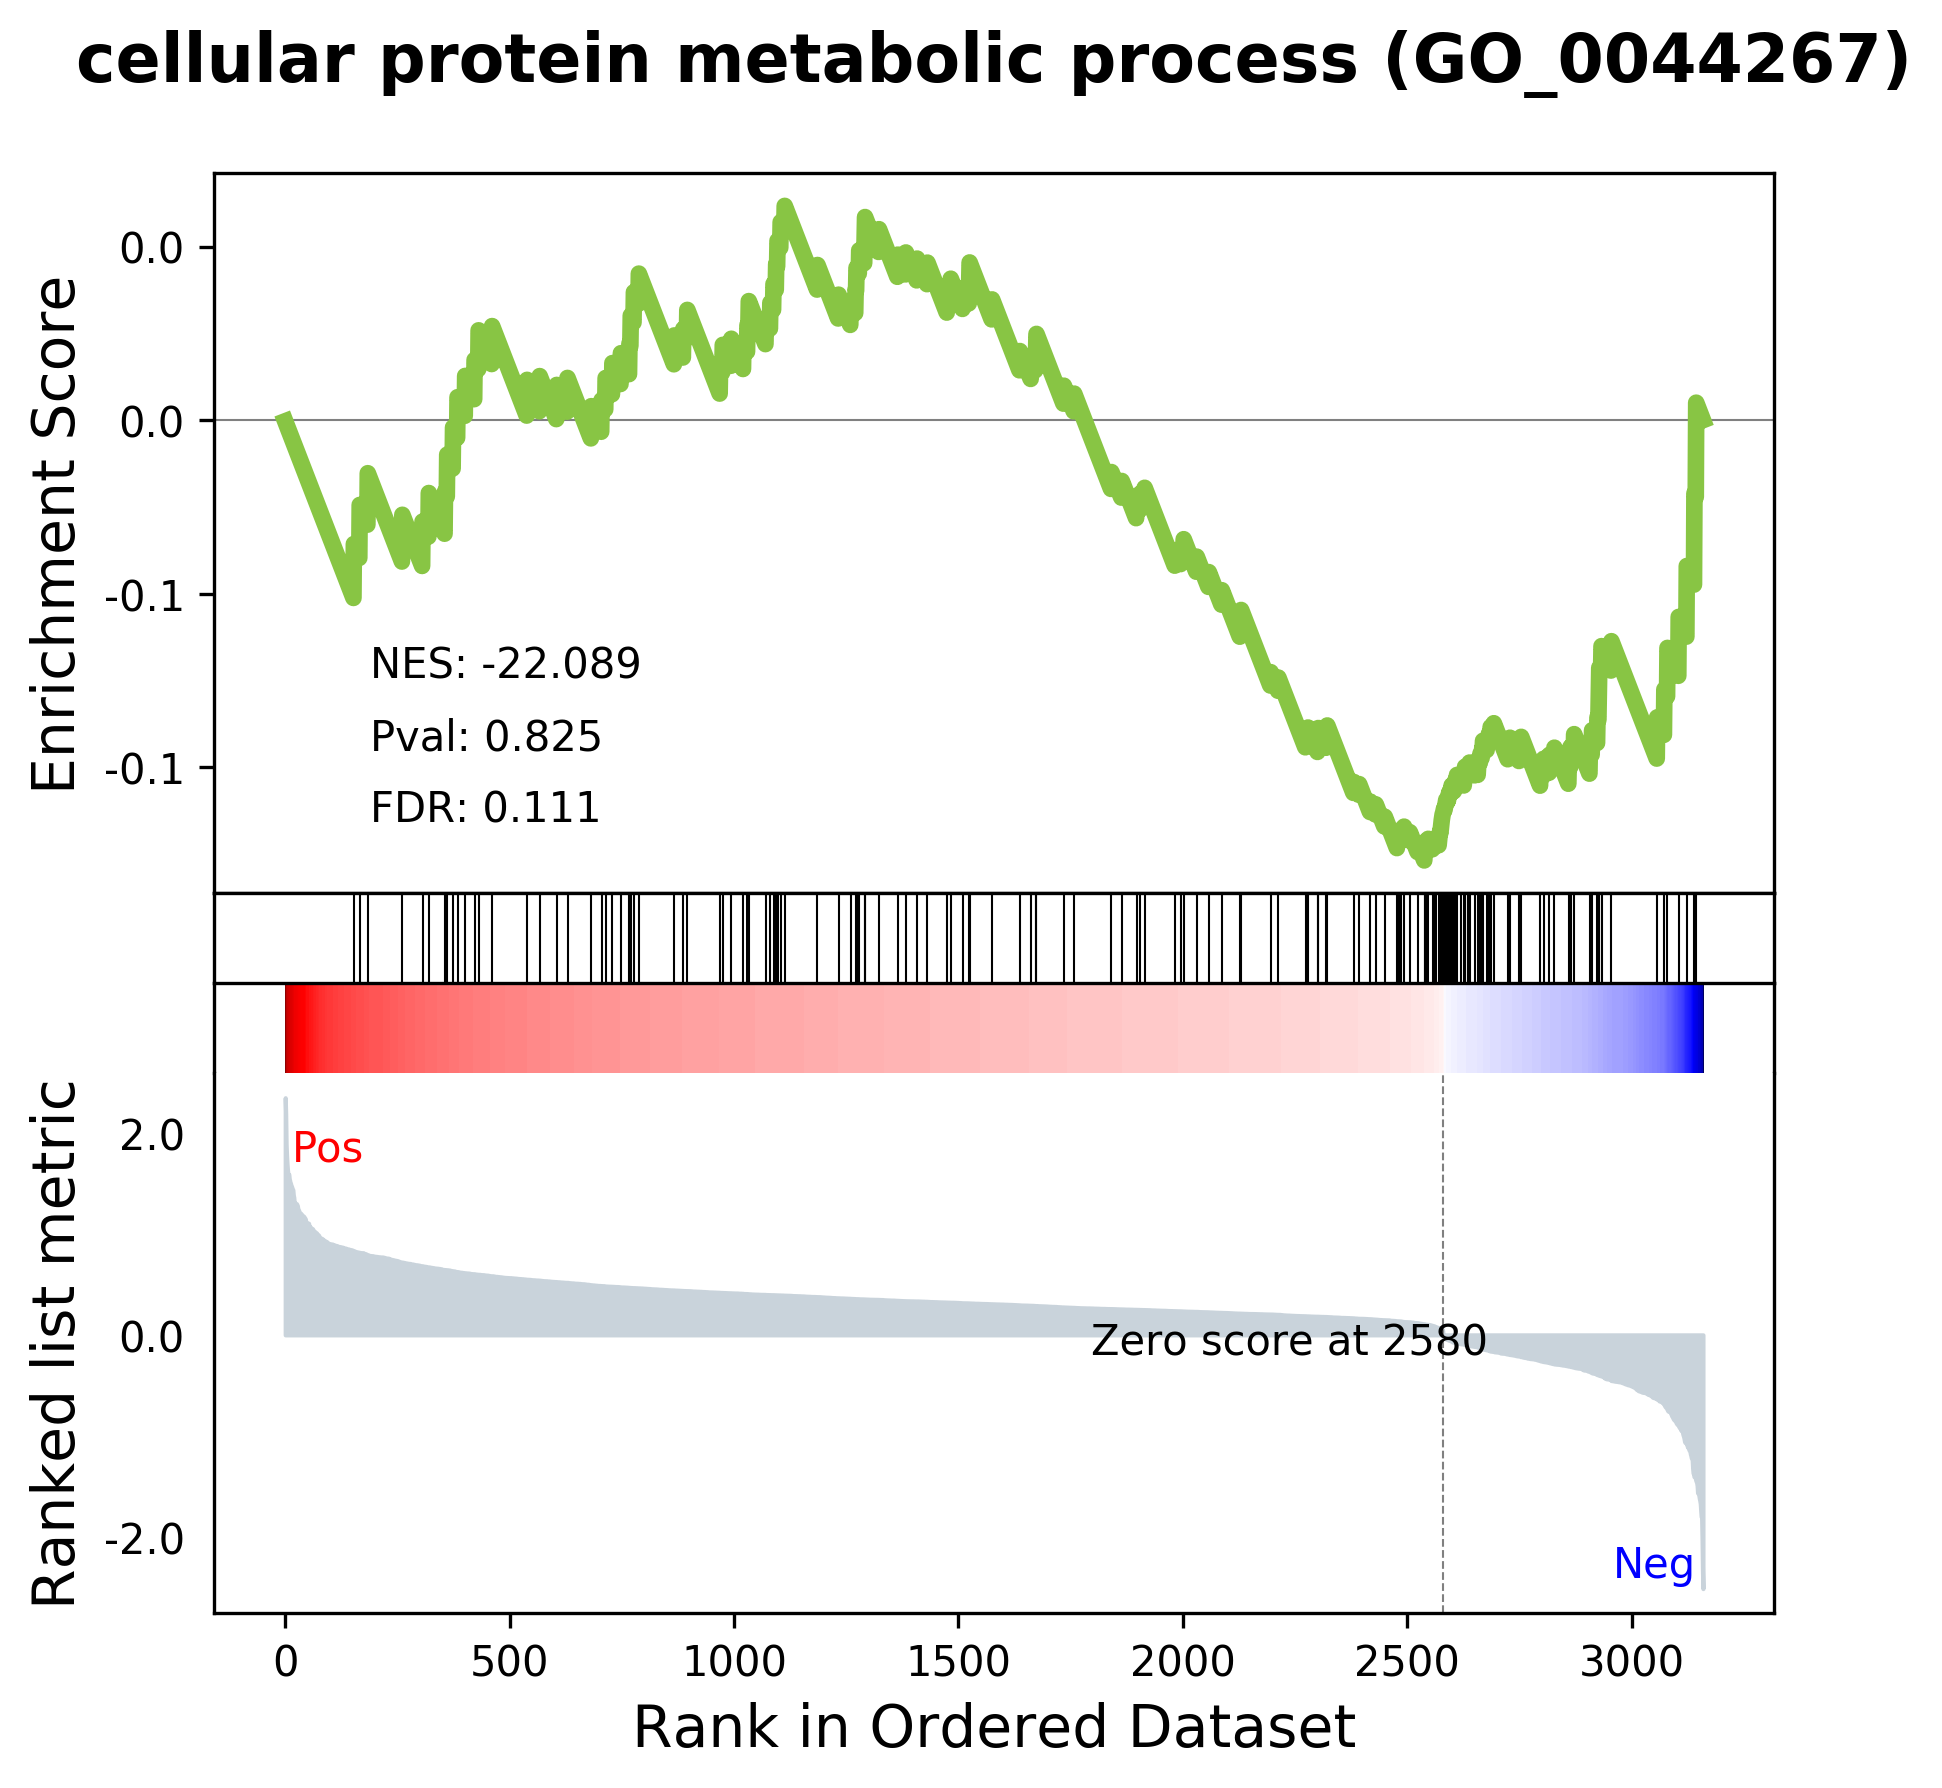 cellular protein metabolic process (GO_0044267)
Enrichment Score
0.0
0.0
-0.1
-0.1
NES: -22.089
Pval: 0.825
FDR: 0.111
Ranked list metric
2.0
0.0
-2.0
Pos
Zero score at 2580
Neg
0 500 1000 1500 2000 2500 3000
Rank in Ordered Dataset